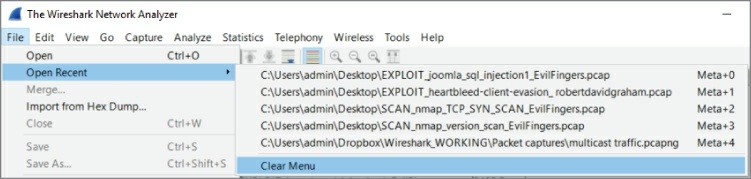 The Wireshark Network Analyzer
File Edit View Go Capture Analyze Statistics Telephony Wireless Tools Help
Open Ctrl+O
Open Recent
Merge...
Import from Hex Dump...
Close Ctrl+W
Save Ctrl+S
Save As... Ctrl+Shift+S
C:\Users\admin\Desktop\EXPLOIT_joomla_sql_injection1_EvilFingers.pcap Meta+0
C:\Users\admin\Desktop\EXPLOIT_heartbleed-client-evasion_ robertdavidgraham.pcap Meta+1
C:\Users\admin\Desktop\SCAN_nmap_TCP_SYN_SCAN_EvilFingers.pcap Meta+2
C:\Users\admin\Desktop\SCAN_nmap_version_scan_EvilFingers.pcap Meta+3
C:\Users\admin\Dropbox\Wireshark_WORKING\Packet captures\multicast traffic.pcapng Meta+4
Clear Menu